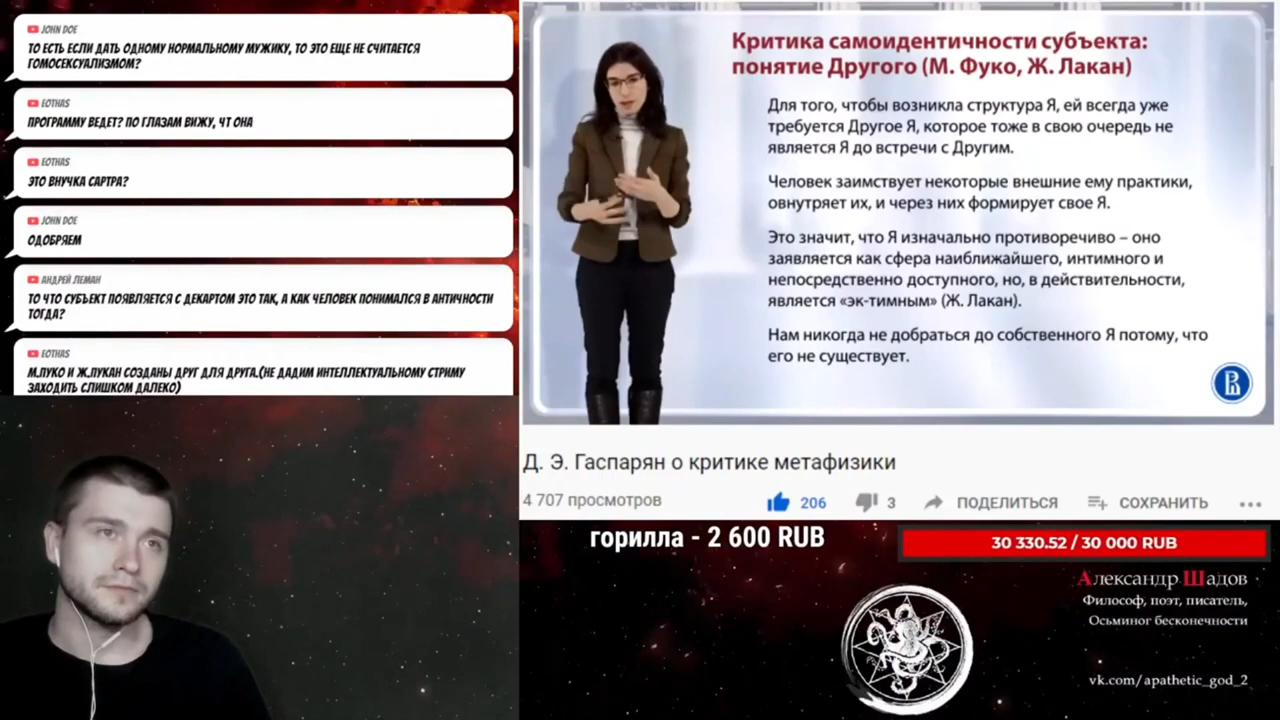 JOHN DOE
ТО ЕСТЬ ЕСЛИ ДАТЬ ОДНОМУ НОРМАЛЬНОМУ МУЖИКУ, ТО ЭТО ЕЩЕ НЕ СЧИТАЕТСЯ
ГОМОСЕКСУАЛИЗМОМ?
EOTHAS
ПРОГРАММУ ВЕДЕТ? ПО ГЛАЗАМ ВИЖУ, ЧТ ОНА
EOTHAS
ЭТО ВНУЧКА САРТРА?
JOHN DOE
ОДОБРЯЕМ
АНДРЕЙ ЛЕМАН
ТО ЧТО СУБЪЕКТ ПОЯВЛЯЕТСЯ С ДЕКАРТОМ ЭТО ТАК, А КАК ЧЕЛОВЕК ПОНИМАЛСЯ В АНТИЧНОСТИ
ТОГДА?
EOTHAS
М.ПУКО И Ж.ПУКАН СОЗДАНЫ ДРУГ ДЛЯ ДРУГА.(НЕ ДАДИМ ИНТЕЛЛЕКТУАЛЬНОМУ СТРИМУ
ЗАХОДИТЬ СЛИШКОМ ДАЛЕКО)
Критика самоидентичности субъекта:
понятие Другого (М. Фуко, Ж. Лакан)
Для того, чтобы возникла структура Я, ей всегда уже
требуется Другое Я, которое тоже в свою очередь не
является Я до встречи с Другим.
Человек заимствует некоторые внешние ему практики,
овнутряет их, и через них формирует свое Я.
Это значит, что Я изначально противоречиво – оно
заявляется как сфера наиближайшего, интимного и
непосредственно доступного, но, в действительности,
является «эк-тимным» (Ж. Лакан).
Нам никогда не добраться до собственного Я потому, что
его не существует.
Д. Э. Гаспарян о критике метафизики
4 707 просмотров
206
3
ПОДЕЛИТЬСЯ
СОХРАНИТЬ
горилла - 2 600 RUB
30 330.52 / 30 000 RUB
Александр Шадов
Философ, поэт, писатель,
Осьминог бесконечности
vk.com/apathetic_god_2